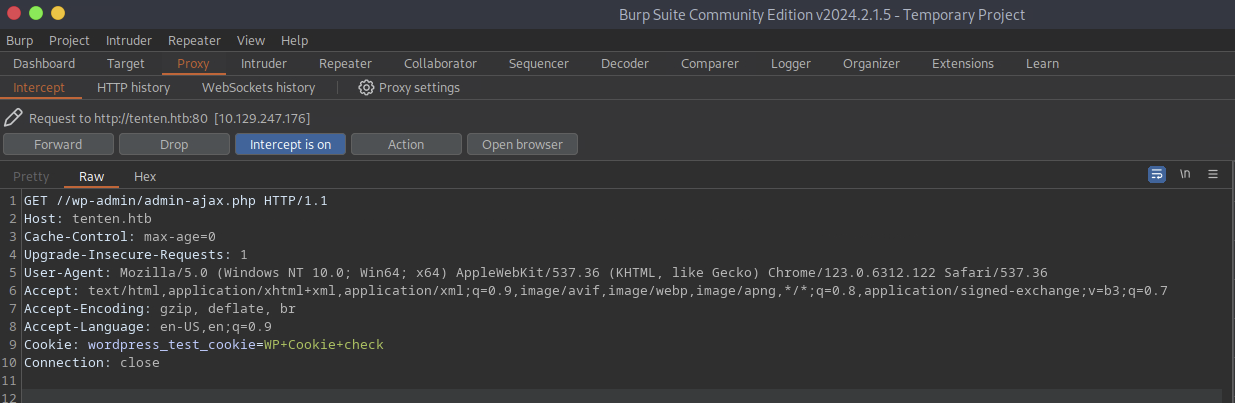 Burp Suite Community Edition v2024.2.1.5 - Temporary Project
Burp Project Intruder Repeater View Help
Dashboard Target Proxy Intruder Repeater Collaborator Sequencer Decoder Comparer Logger Organizer Extensions Learn
Intercept HTTP history WebSockets history Proxy settings
Request to http://tenten.htb:80 [10.129.247.176]
Forward Drop Intercept is on Action Open browser
Pretty Raw Hex \n
1 GET //wp-admin/admin-ajax.php HTTP/1.1
2 Host: tenten.htb
3 Cache-Control: max-age=0
4 Upgrade-Insecure-Requests: 1
5 User-Agent: Mozilla/5.0 (Windows NT 10.0; Win64; x64) AppleWebKit/537.36 (KHTML, like Gecko) Chrome/123.0.6312.122 Safari/537.36
6 Accept: text/html,application/xhtml+xml,application/xml;q=0.9,image/avif,image/webp,image/apng,*/*;q=0.8,application/signed-exchange;v=b3;q=0.7
7 Accept-Encoding: gzip, deflate, br
8 Accept-Language: en-US,en;q=0.9
9 Cookie: wordpress_test_cookie=WP+Cookie+check
10 Connection: close
11
12